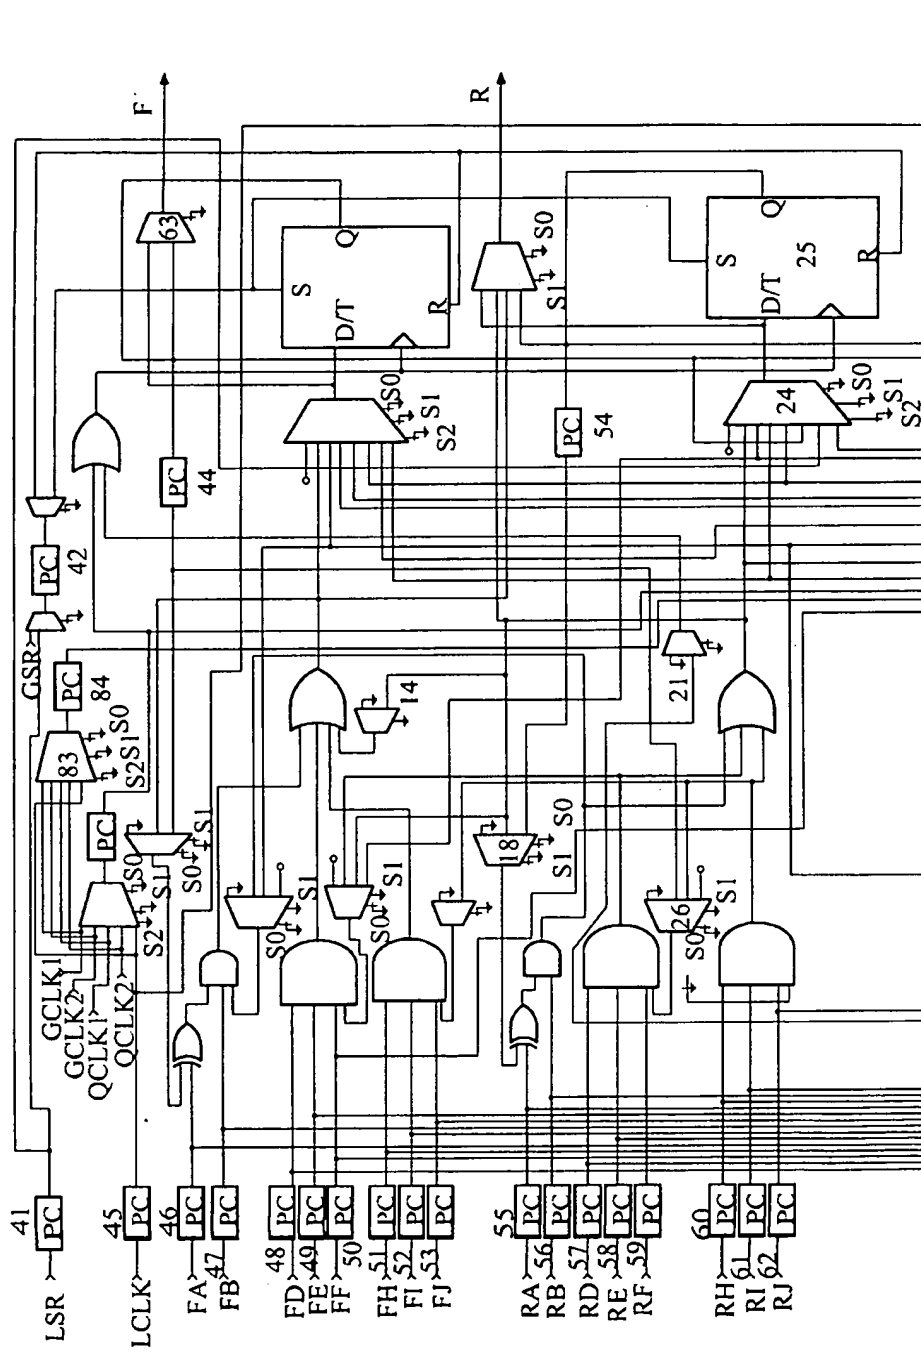 F
R
63
Q
S
D/T
R
S0
S1
Q
S
25
D/T
R
S0
S1
S2
24
S0
S1
S2
PC
44
PC
54
PC
42
GSR
PC
84
83
S0
S1
S2
PC
S0
S1
S2
S1
S0
14
21
18
S0
S1
S1
S0
S1
S0
26
S1
S0
GCLK1
GCLK2
QCLK1
QCLK2
41
PC
LSR
45
PC
LCLK
46
PC
FA
47
PC
FB
48
PC
FD
49
PC
FE
50
PC
FF
51
PC
FH
52
PC
FI
53
PC
FJ
55
PC
RA
56
PC
RB
57
PC
RD
58
PC
RE
59
PC
RF
60
PC
RH
61
PC
RI
62
PC
RJ